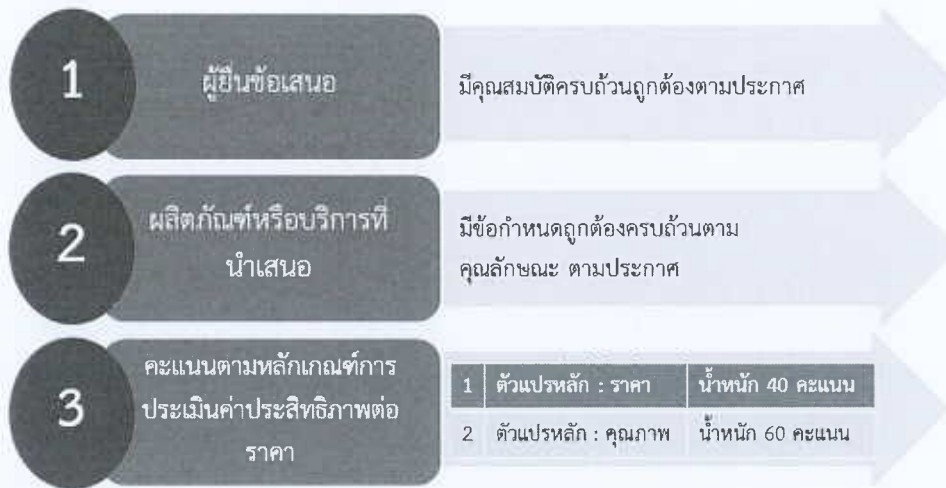 1
ผู้ยื่นข้อเสนอ
มีคุณสมบัติครบถ้วนถูกต้องตามประกาศ
2
ผลิตภัณฑ์หรือบริการที่
นำเสนอ
มีข้อกำหนดถูกต้องครบถ้วนตาม
คุณลักษณะ ตามประกาศ
3
คะแนนตามหลักเกณฑ์การ
ประเมินค่าประสิทธิภาพต่อ
ราคา
1 ตัวแปรหลัก : ราคา น้ำหนัก 40 คะแนน
2 ตัวแปรหลัก : คุณภาพ น้ำหนัก 60 คะแนน